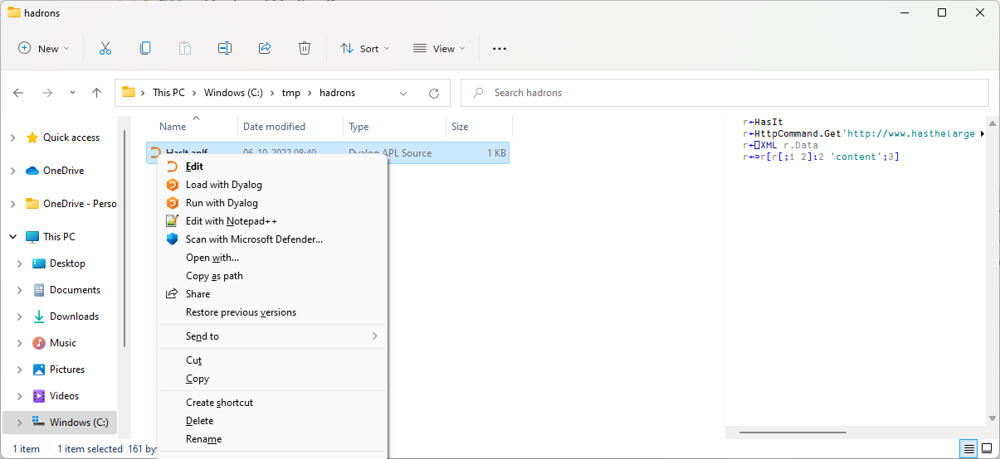 hadrons
New
Sort
View
This PC
Windows (C:)
tmp
hadrons
Search hadrons
Name
Date modified
Type
Size
HasIt.aplf
06-10-2022 09:40
Dyalog APL Source
1 KB
Quick access
OneDrive
OneDrive - Perso
This PC
Desktop
Documents
Downloads
Music
Pictures
Videos
Windows (C:)
Edit
Load with Dyalog
Run with Dyalog
Edit with Notepad++
Scan with Microsoft Defender...
Open with...
Copy as path
Share
Restore previous versions
Send to
Cut
Copy
Create shortcut
Delete
Rename
r←HasIt
r←HttpCommand.Get'http://www.hasthelarge
r←⎕XML r.Data
r←⊃r[r[;1 2]⍳2 'content';3]
1 item
1 item selected
161 by